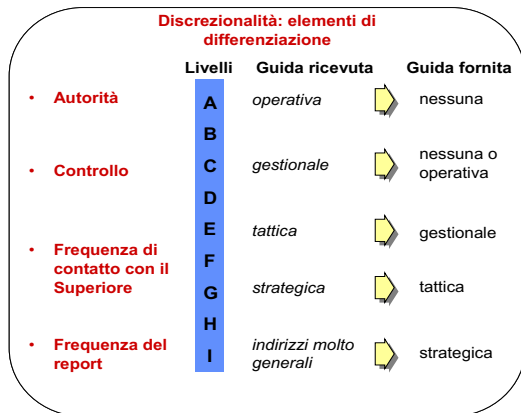 Discrezionalità: elementi di
differenziazione
Livelli Guida ricevuta Guida fornita
• Autorità A operativa nessuna
B
• Controllo C gestionale nessuna o
operativa
D
E tattica gestionale
• Frequenza di
contatto con il
Superiore
F
G strategica tattica
H
• Frequenza del
report
I indirizzi molto
generali strategica